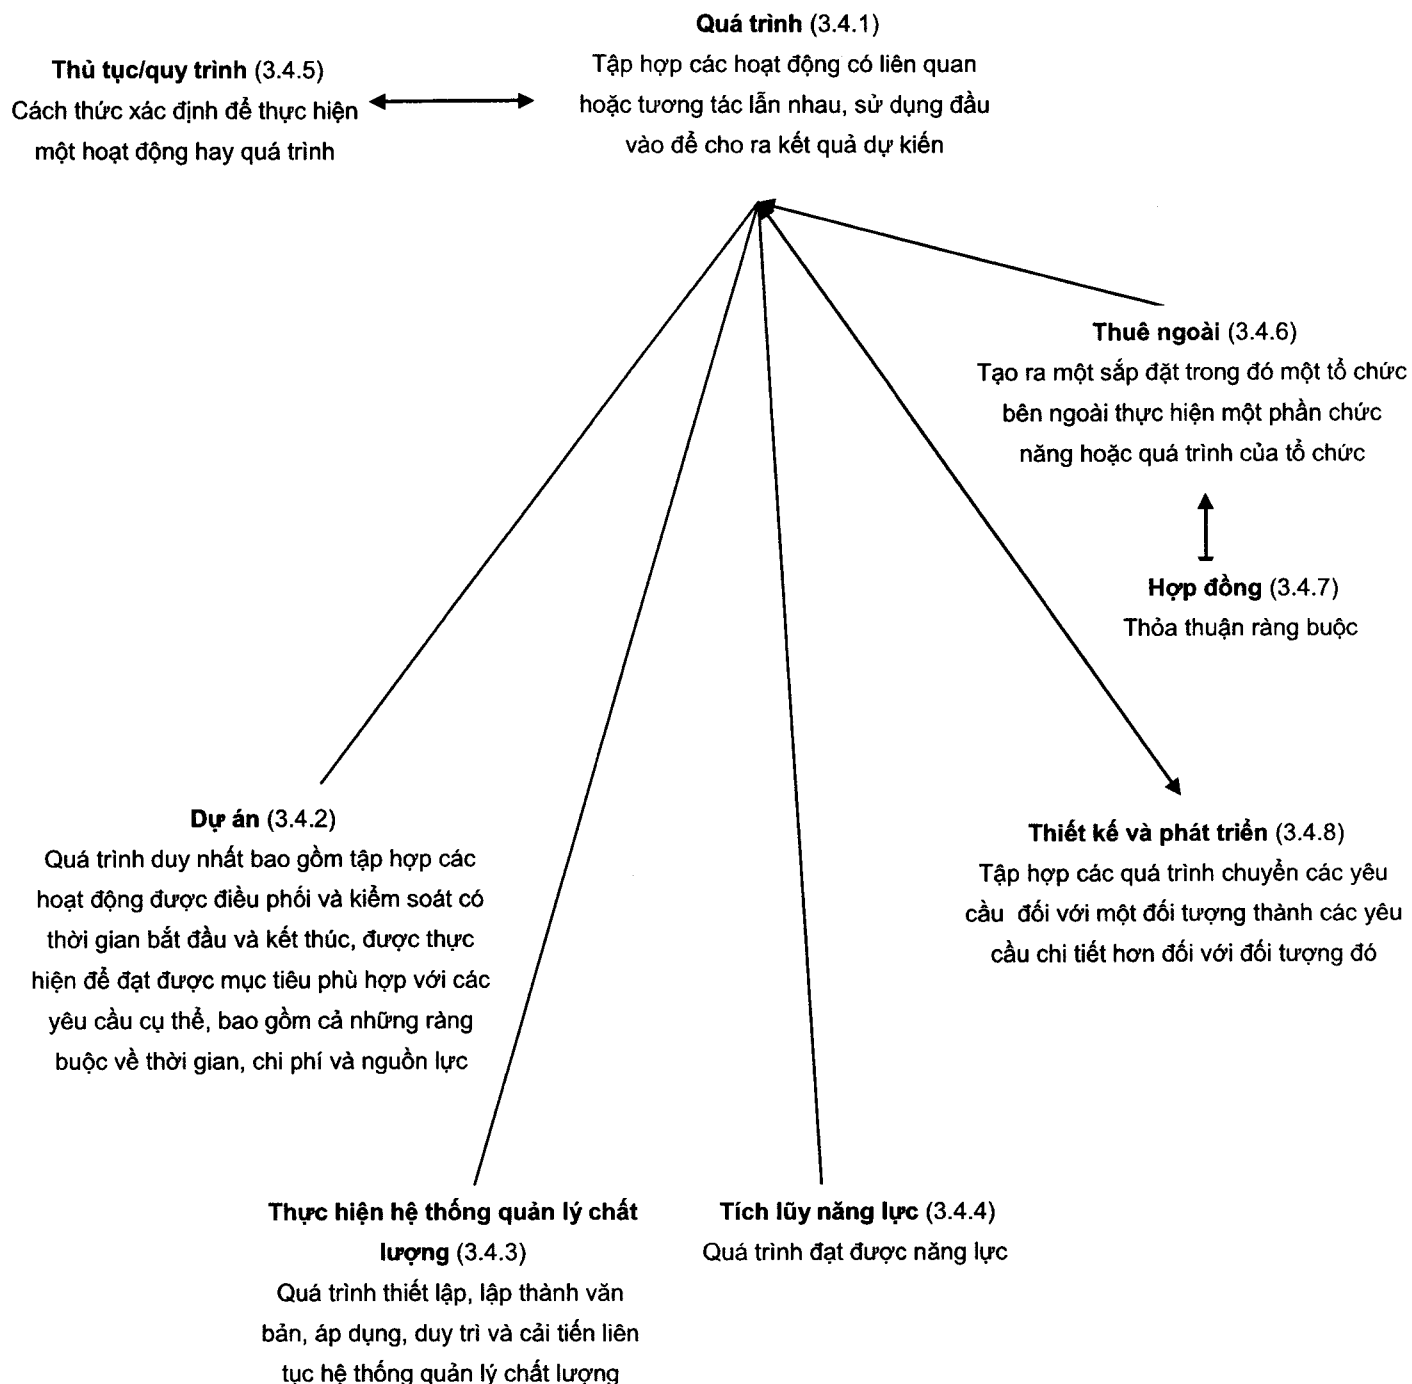 Quá trình (3.4.1)
Tập hợp các hoạt động có liên quan
hoặc tương tác lẫn nhau, sử dụng đầu
vào để cho ra kết quả dự kiến
Thủ tục/quy trình (3.4.5)
Cách thức xác định để thực hiện
một hoạt động hay quá trình
Thuê ngoài (3.4.6)
Tạo ra một sắp đặt trong đó một tổ chức
bên ngoài thực hiện một phần chức
năng hoặc quá trình của tổ chức
Hợp đồng (3.4.7)
Thỏa thuận ràng buộc
Dự án (3.4.2)
Quá trình duy nhất bao gồm tập hợp các
hoạt động được điều phối và kiểm soát có
thời gian bắt đầu và kết thúc, được thực
hiện để đạt được mục tiêu phù hợp với các
yêu cầu cụ thể, bao gồm cả những ràng
buộc về thời gian, chi phí và nguồn lực
Thiết kế và phát triển (3.4.8)
Tập hợp các quá trình chuyển các yêu
cầu đối với một đối tượng thành các yêu
cầu chi tiết hơn đối với đối tượng đó
Thực hiện hệ thống quản lý chất
lượng (3.4.3)
Quá trình thiết lập, lập thành văn
bản, áp dụng, duy trì và cải tiến liên
tục hệ thống quản lý chất lượng
Tích lũy năng lực (3.4.4)
Quá trình đạt được năng lực